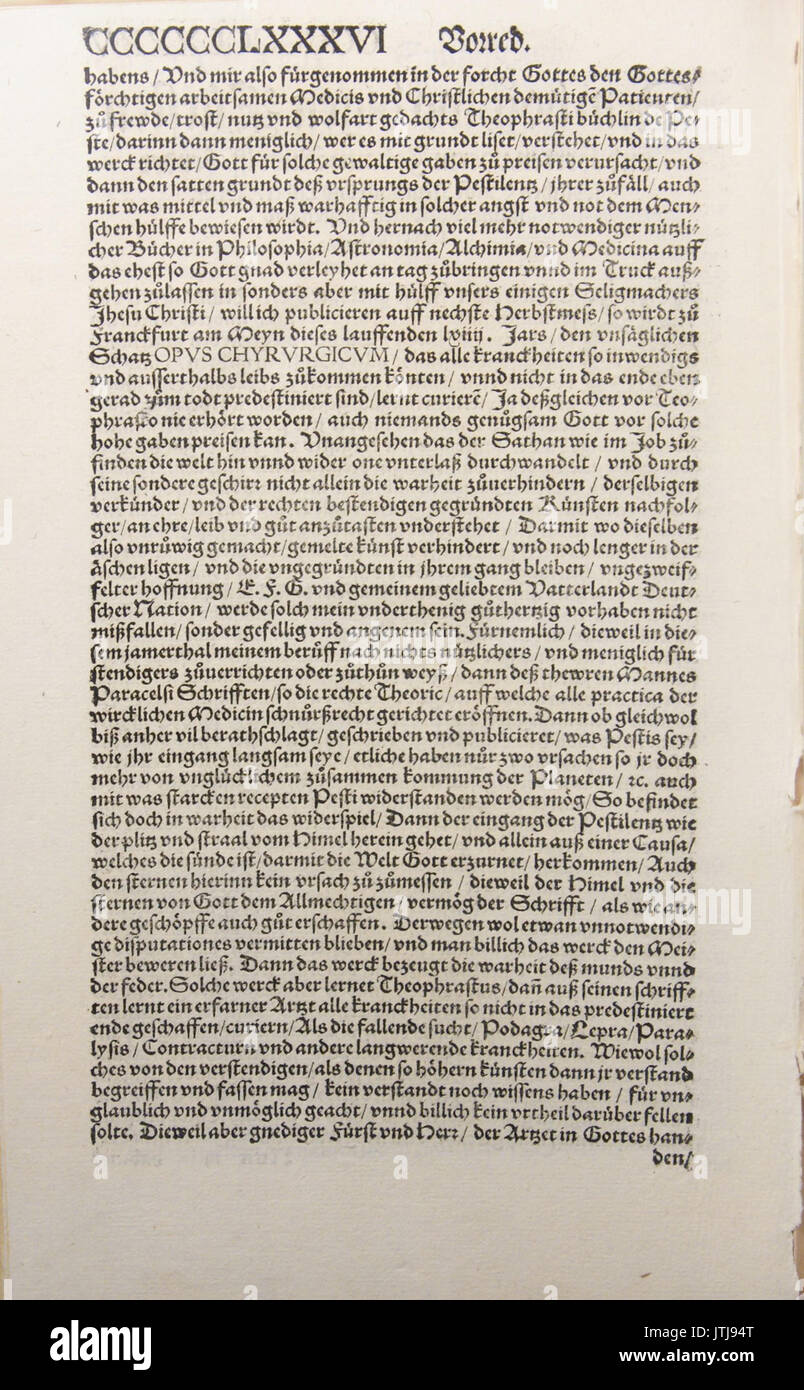 CCCCCCCLXXXVI Vorred.
habens/ Vnd mir also fürgenommen in der forcht Gottes den Gottes⸗
förchtigen arbeitsamen Medicis vnd Christlichen demütigẽ Patienten/
zů frewde/ trost/ nutz vnd wolfart gedachts Theophrasti büchlin de Pe⸗
ste/ darinn dann meniglich/ wer es mit grundt liset/ verstehet/ vnd in das
werck richtet/ Gott für solche gewaltige gaben zů preisen verursacht/ vnd
dann den satten grundt deß vrsprungs der Pestilentz/ jhrer zůfäll/ auch
mit was mittel vnd maß warhafftig in solcher angst vnd not dem Men⸗
schen hülffe bewiesen wirdt. Vnd hernach viel mehr notwendiger nützli⸗
cher Bücher in Philosophia/ Astronomia/ Alchimia/ vnd Medicina auff
das ehest so Gott gnad verleyhet an tag zůbringen vnnd im Truck auß⸗
gehen zůlassen in sonders aber mit hülff vnsers einigen Seligmachers
Jhesu Christi/ will ich publicieren auff nechste Herbstmess/ so wirdt zů
Franckfurt am Meyn dieses lauffenden lviiij. Jars/ den vnsäglichen
Schatz OPVS CHYRVRGICVM/ das alle kranckheiten so inwendigs
vnd ausserthalbs leibs zůkommen könten/ vnnd nicht in das ende eben
gerad zům todt predestiniert sind/ lernt curierẽ/ Ja deßgleichen vor Teo⸗
phrasto nie erhört worden/ auch niemands genůgsam Gott vor solche
hohe gaben preisen kan. Vnangesehen das der Sathan wie im Job zů⸗
finden die welt hin vnnd wider one vnterlaß durchwandelt/ vnd durch
seine sondere geschirr nicht allein die warheit zůuerhindern/ derselbigen
verkünder/ vnd der rechten bestendigen gegründten Künsten nachfol⸗
ger/ an ehre/ leib vnd gůt anzůtasten vnderstehet/ Darmit wo dieselben
also vnrůwig gemacht/ gemelte künst verhindert/ vnd noch lenger in der
äschen ligen/ vnd die vngegründten in jhrem gang bleiben/ vngezweif⸗
felter hoffnung/ E. F. G. vnd gemeinem geliebtem Vatterlandt Deut⸗
scher Nation/ werde solch mein vnderthenig gůthertzig vorhaben nicht
mißfallen/ sonder gefellig vnd angenem sein. Fürnemlich/ dieweil in die⸗
sem jamerthal meinem berůff nach nichts nützlichers/ vnd meniglich für
stendigers zůuerrichten oder zůthůn weyß/ dann deß thewren Mannes
Paracelsi Schrifften/ so die rechte Theoric/ auff welche alle practica der
wircklichen Medicin schnůrßrecht gerichtet eröffnen. Dann ob gleichwol
biß anher vil berathschlagt/ geschrieben vnd publicieret/ was Pestis sey/
wie jhr eingang langsam seye/ etliche haben nůr zwo vrsachen so jr doch
mehr von vnglücklichem zůsammen kommung der Planeten/ ꝛc. auch
mit was starcken recepten Pesti widerstanden werden mög/ So befindet
sich doch in warheit das widerspiel/ Dann der eingang der Pestilentz wie
der plitz vnd straal vom Himel herein gehet/ vnd allein auß einer Causa/
welches die sünde ist/ darmit die Welt Gott erzurnet/ herkommen/ Auch
den sternen hierinn kein vrsach zů zůmessen/ dieweil der Himel vnd die
sternen von Gott dem Allmechtigen/ vermög der Schrifft/ als wie an⸗
dere geschöpffe auch gůt erschaffen. Derwegen wol etwan vnnotwendi⸗
ge disputationes vermitten blieben/ vnd man billich das werck den Mei⸗
ster beweren ließ. Dann das werck bezeugt die warheit deß munds vnnd
der feder. Solche werck aber lernet Theophrastus/ dañ auß seinen schriff⸗
ten lernt ein erfarner Artzt alle kranckheiten so nicht in das predestiniert
ende geschaffen/ curiern/ Als die fallende sucht/ Podagra/ Lepra/ Para⸗
lysis/ Contracturn vnd andere langwerende kranckheiten. Wiewol sol⸗
ches von den verstendigen/ als denen so höhern künsten dann jr verstand
begreiffen vnd fassen mag/ kein verstandt noch wissens haben/ für vn⸗
glaublich vnd vnmöglich geacht/ vnnd billich kein vrtheil darüber fellen
solte. Dieweil aber gnediger Fürst vnd Herr/ der Artzet in Gottes han⸗
den/
alamy
Image ID: JTJ94T
www.alamy.com